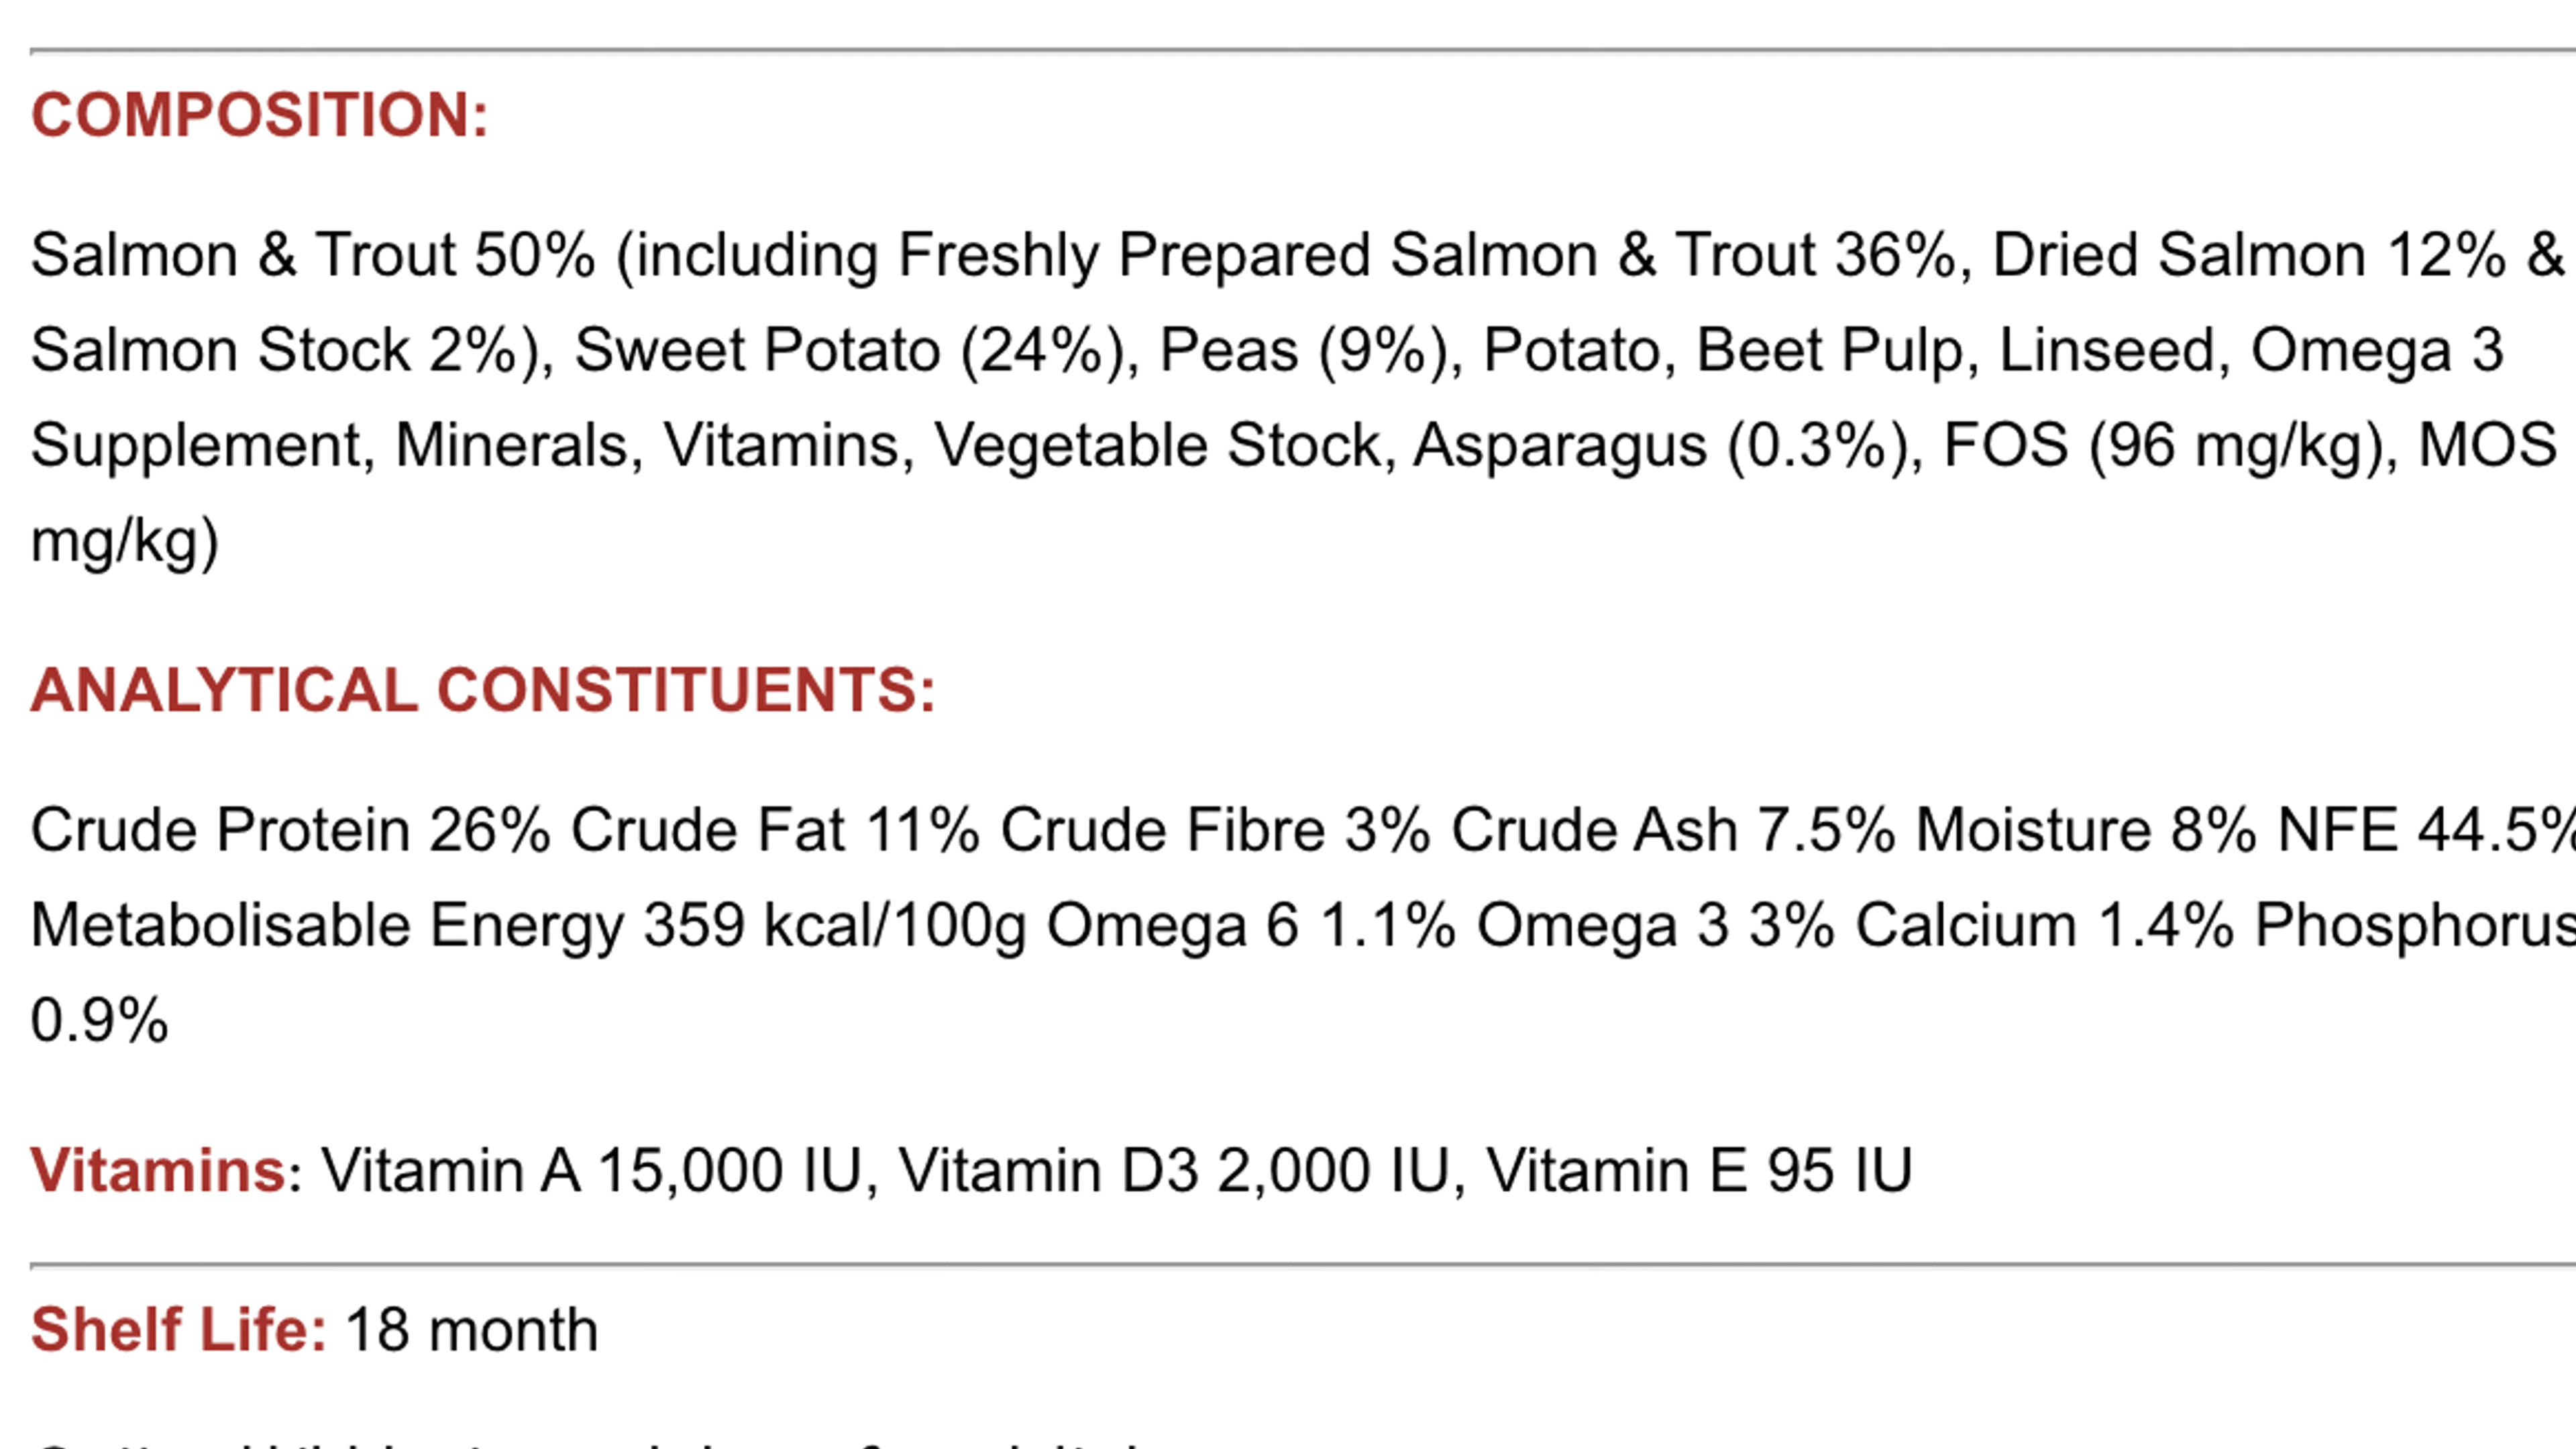 COMPOSITION:
Salmon & Trout 50% (including Freshly Prepared Salmon & Trout 36%, Dried Salmon 12% &
Salmon Stock 2%), Sweet Potato (24%), Peas (9%), Potato, Beet Pulp, Linseed, Omega 3
Supplement, Minerals, Vitamins, Vegetable Stock, Asparagus (0.3%), FOS (96 mg/kg), MOS
mg/kg)
ANALYTICAL CONSTITUENTS:
Crude Protein 26% Crude Fat 11% Crude Fibre 3% Crude Ash 7.5% Moisture 8% NFE 44.5%
Metabolisable Energy 359 kcal/100g Omega 6 1.1% Omega 3 3% Calcium 1.4% Phosphorus
0.9%
Vitamins: Vitamin A 15,000 IU, Vitamin D3 2,000 IU, Vitamin E 95 IU
Shelf Life: 18 month